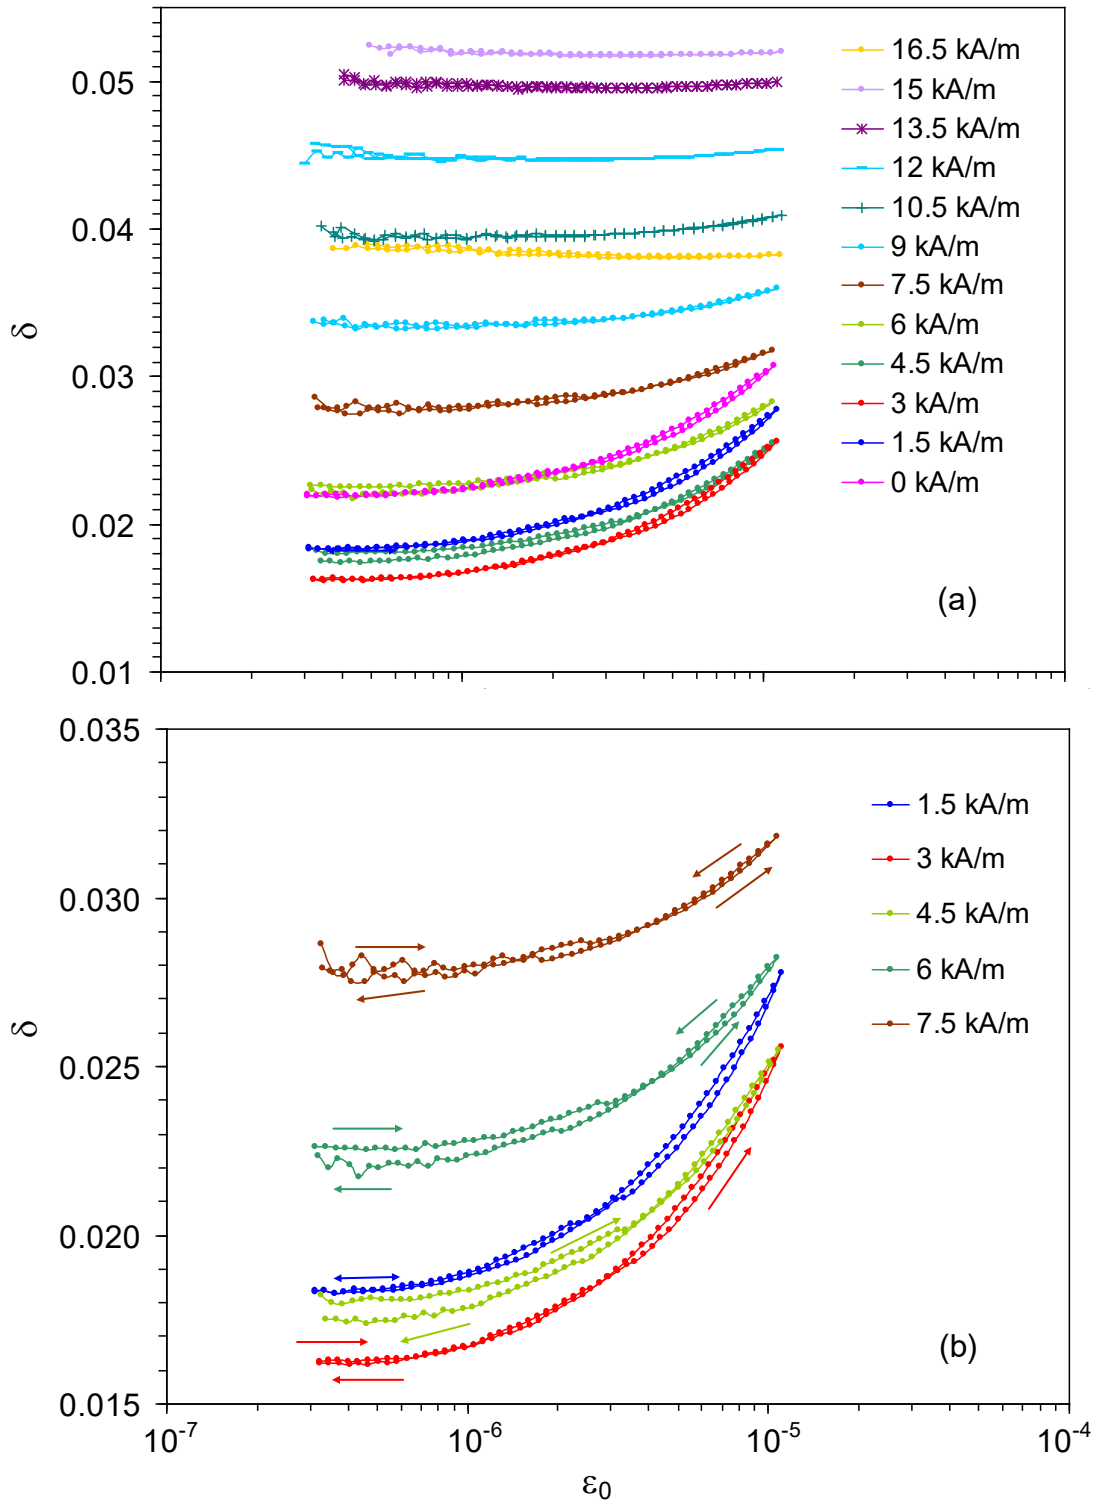 0.05
0.04
0.03
0.02
0.01
δ
16.5 kA/m
15 kA/m
13.5 kA/m
12 kA/m
10.5 kA/m
9 kA/m
7.5 kA/m
6 kA/m
4.5 kA/m
3 kA/m
1.5 kA/m
0 kA/m
(a)
0.035
0.030
0.025
0.020
0.015
δ
1.5 kA/m
3 kA/m
4.5 kA/m
6 kA/m
7.5 kA/m
(b)
10⁻⁷ 10⁻⁶ 10⁻⁵ 10⁻⁴
ε₀